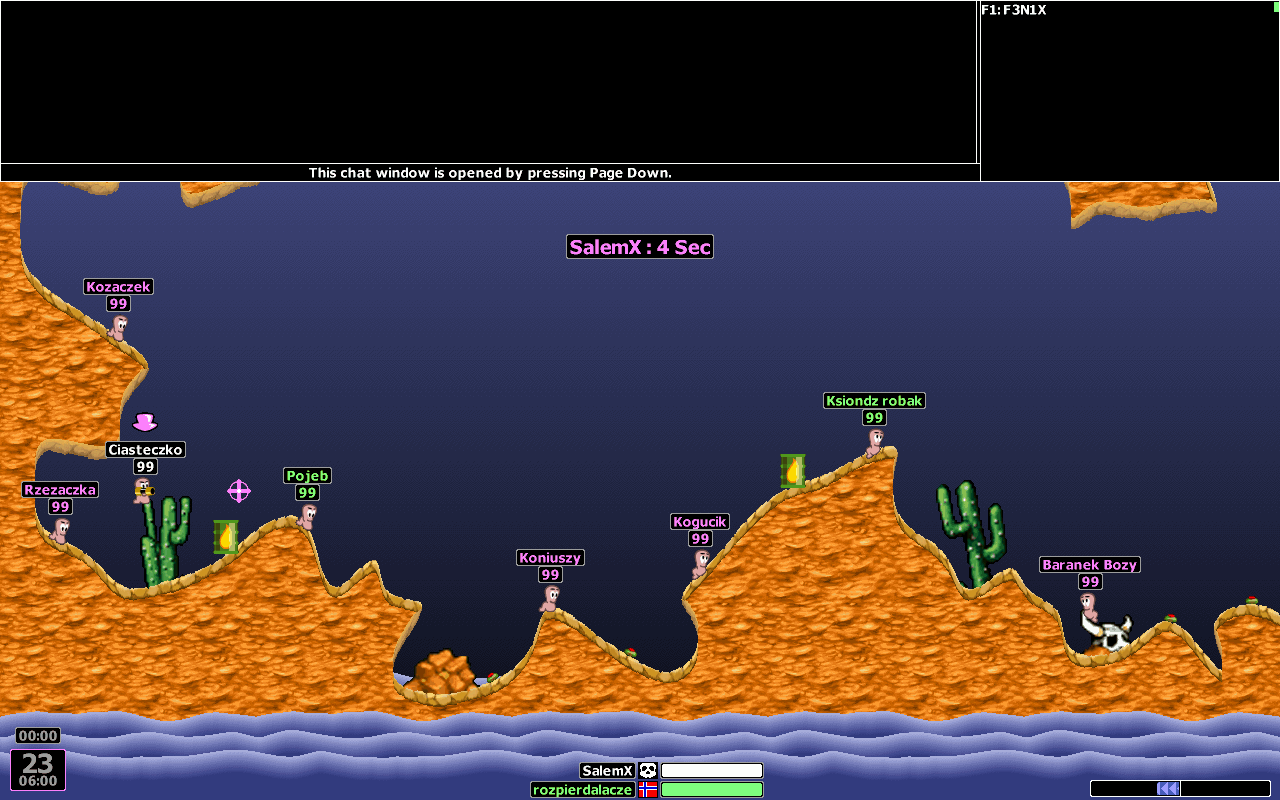 F1: F3N1X
This chat window is opened by pressing Page Down.
SalemX : 4 Sec
Kozaczek
99
Ksiondz robak
99
Ciasteczko
99
Pojeb
99
Rzezaczka
99
Kogucik
99
Koniuszy
99
Baranek Bozy
99
00:00
23
06:00
SalemX
rozpierdalacze